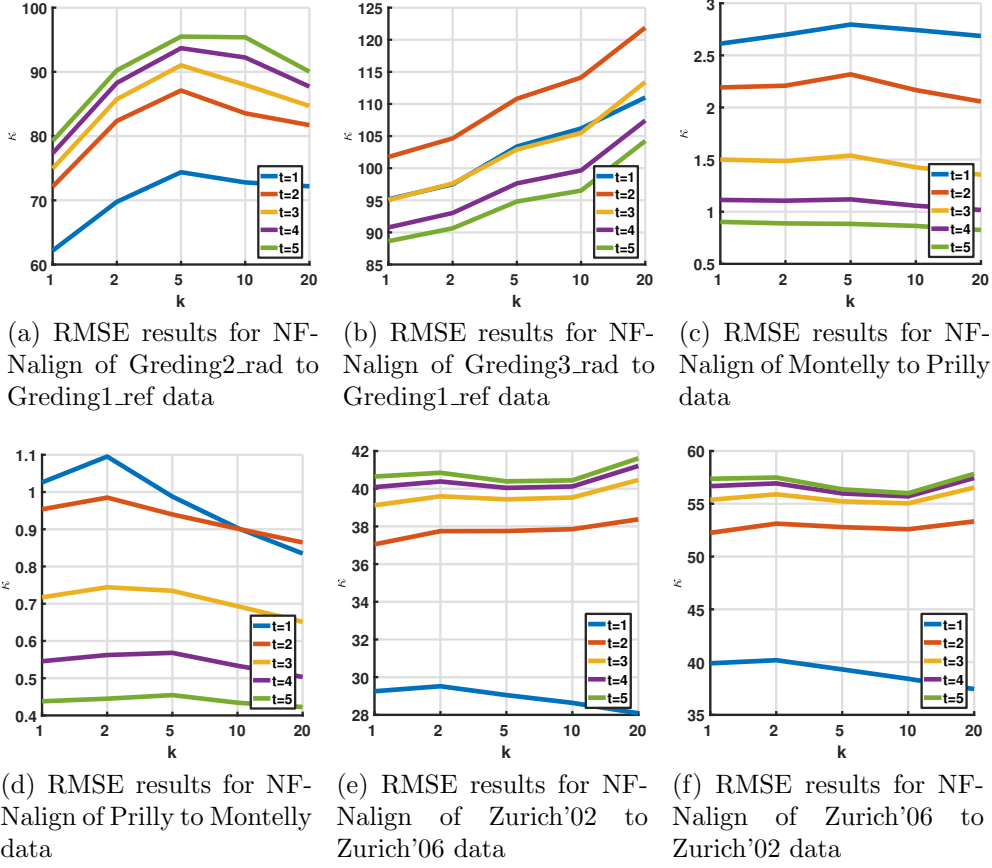 100
90
80
70
60
κ
1 2 5 10 20
k
t=1
t=2
t=3
t=4
t=5
(a) RMSE results for NF-
Nalign of Greding2_rad to
Greding1_ref data
125
120
115
110
105
100
95
90
85
κ
1 2 5 10 20
k
t=1
t=2
t=3
t=4
t=5
(b) RMSE results for NF-
Nalign of Greding3_rad to
Greding1_ref data
3
2.5
2
1.5
1
0.5
κ
1 2 5 10 20
k
t=1
t=2
t=3
t=4
t=5
(c) RMSE results for NF-
Nalign of Montelly to Prilly
data
1.1
1
0.9
0.8
0.7
0.6
0.5
0.4
κ
1 2 5 10 20
k
t=1
t=2
t=3
t=4
t=5
(d) RMSE results for NF-
Nalign of Prilly to Montelly
data
42
40
38
36
34
32
30
28
κ
1 2 5 10 20
k
t=1
t=2
t=3
t=4
t=5
(e) RMSE results for NF-
Nalign of Zurich'02 to
Zurich'06 data
60
55
50
45
40
35
κ
1 2 5 10 20
k
t=1
t=2
t=3
t=4
t=5
(f) RMSE results for NF-
Nalign of Zurich'06 to
Zurich'02 data